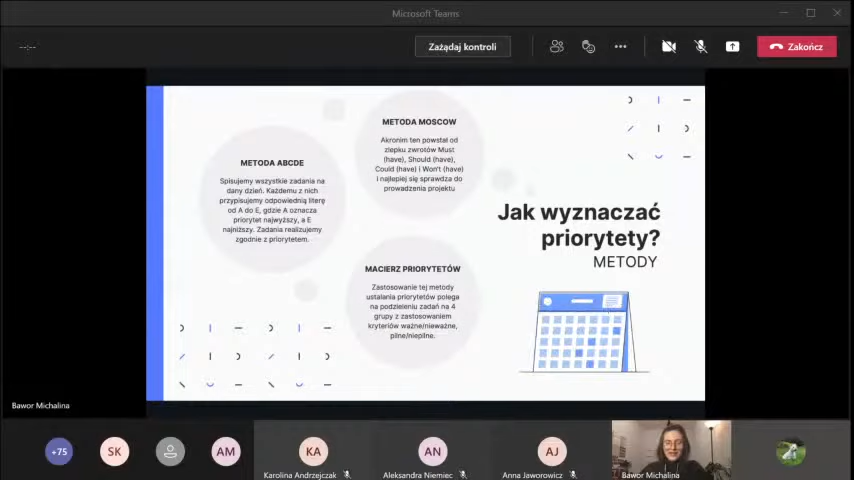 Microsoft Teams
--:--
Zażądaj kontroli
Zakończ
METODA MOSCOW
Akronim ten powstał od
zlepku zwrotów Must
(have), Should (have),
Could (have) i Won't (have)
i najlepiej się sprawdza do
prowadzenia projektu
METODA ABCDE
Spisujemy wszystkie zadania na
dany dzień. Każdemu z nich
przypisujemy odpowiednią literę
od A do E, gdzie A oznacza
priorytet najwyższy, a E
najniższy. Zadania realizujemy
zgodnie z priorytetem.
Jak wyznaczać
priorytety?
METODY
MACIERZ PRIORYTETÓW
Zastosowanie tej metody
ustalania priorytetów polega
na podzieleniu zadań na 4
grupy z zastosowaniem
kryteriów ważne/nieważne,
pilne/niepilne.
Bawor Michalina
+75
SK
AM
KA
AN
AJ
Karolina Andrzejczak
Aleksandra Niemiec
Anna Jaworowicz
Bawor Michalina